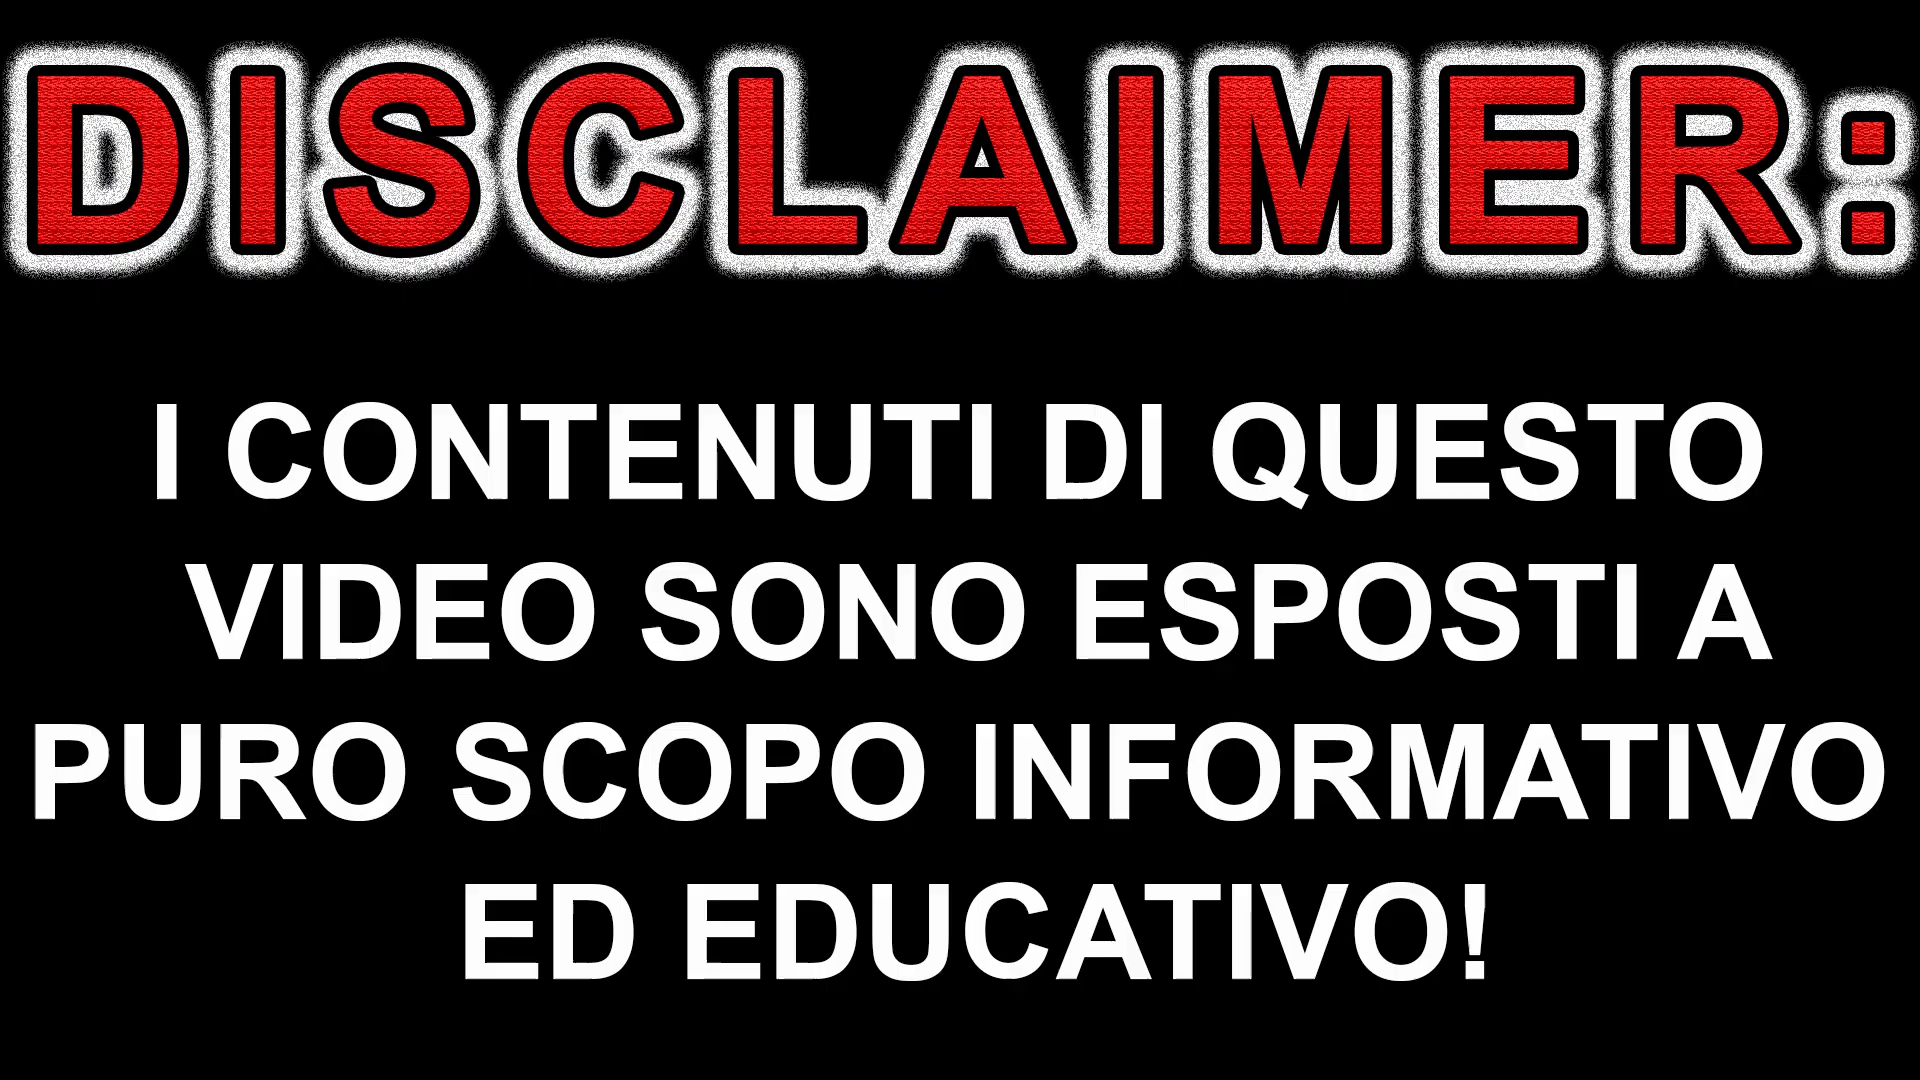 DISCLAIMER:
I CONTENUTI DI QUESTO
VIDEO SONO ESPOSTI A
PURO SCOPO INFORMATIVO
ED EDUCATIVO!